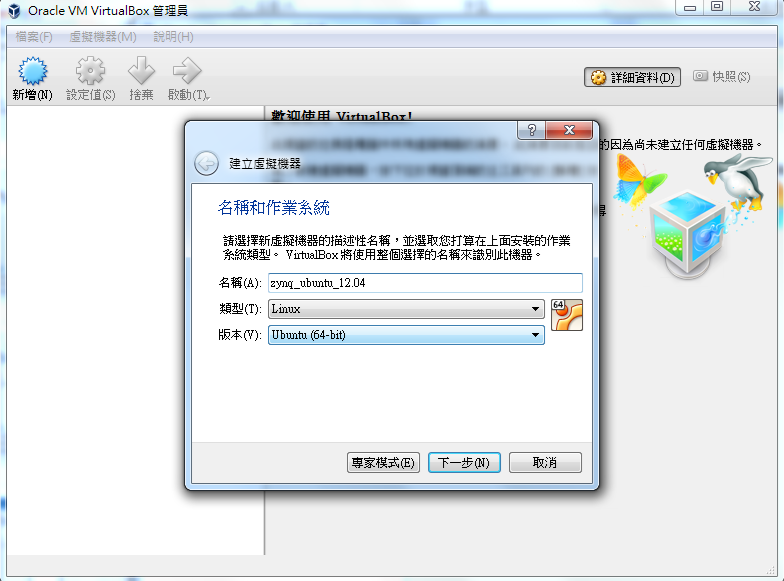 Oracle VM VirtualBox 管理員
檔案(F) 虛擬機器(M) 說明(H)
新增(N) 設定值(S) 捨棄 啟動(T) 詳細資料(D) 快照(S)
歡迎使用 VirtualBox!
的因為尚未建立任何虛擬機器。
建立虛擬機器
名稱和作業系統
請選擇新虛擬機器的描述性名稱，並選取您打算在上面安裝的作業
系統類型。 VirtualBox 將使用整個選擇的名稱來識別此機器。
名稱(A): zynq_ubuntu_12.04
類型(T): Linux
64
版本(V): Ubuntu (64-bit)
專家模式(E) 下一步(N) 取消